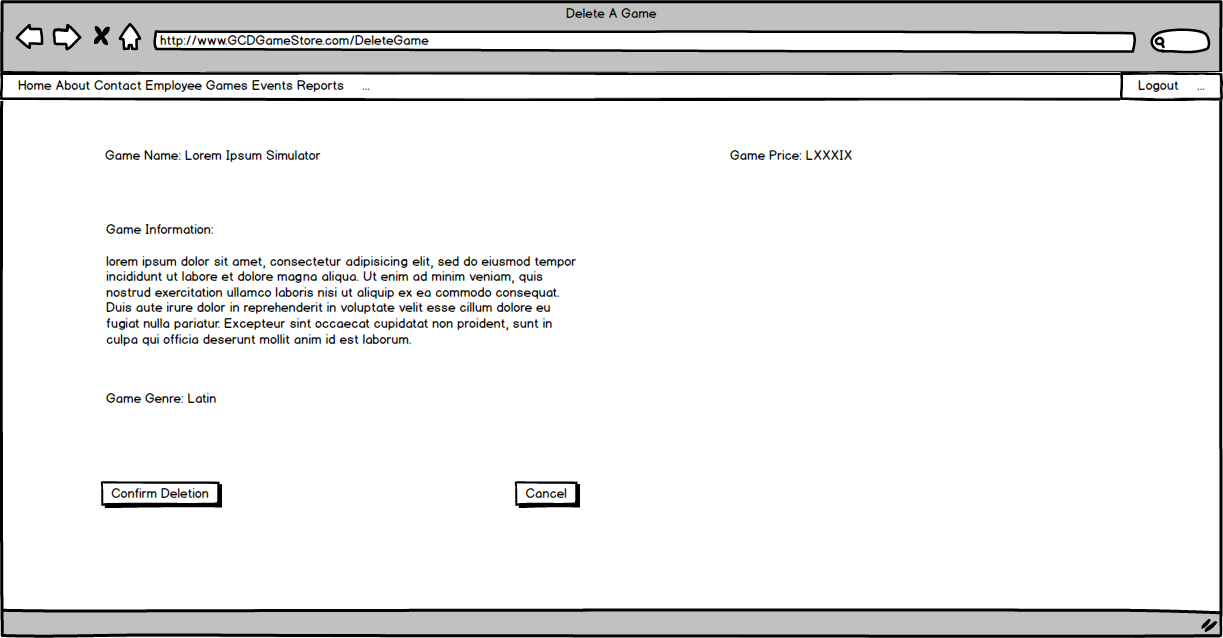 Delete A Game
http://www.GCDGameStore.com/DeleteGame
Home About Contact Employee Games Events Reports ...
Logout ...
Game Name: Lorem Ipsum Simulator
Game Price: LXXXIX
Game Information:
lorem ipsum dolor sit amet, consectetur adipisicing elit, sed do eiusmod tempor
incididunt ut labore et dolore magna aliqua. Ut enim ad minim veniam, quis
nostrud exercitation ullamco laboris nisi ut aliquip ex ea commodo consequat.
Duis aute irure dolor in reprehenderit in voluptate velit esse cillum dolore eu
fugiat nulla pariatur. Excepteur sint occaecat cupidatat non proident, sunt in
culpa qui officia deserunt mollit anim id est laborum.
Game Genre: Latin
Confirm Deletion
Cancel